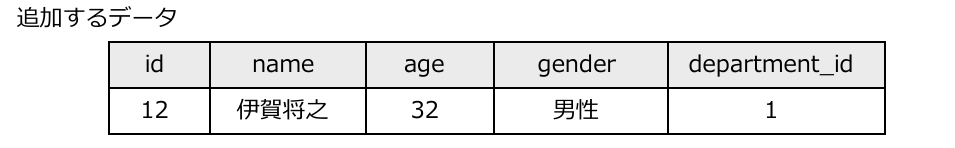 追加するデータ
id name age gender department_id
12 伊賀将之 32 男性 1